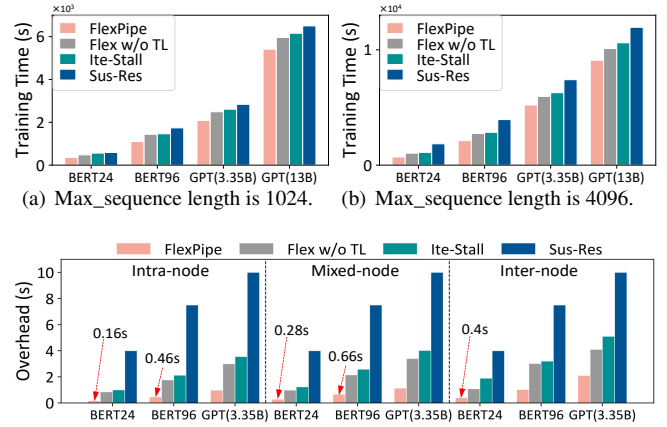 ×10³ ×10⁴
FlexPipe FlexPipe
Flex w/o TL Flex w/o TL
Ite-Stall Ite-Stall
Sus-Res Sus-Res
Training Time (s) Training Time (s)
6 1
4
2
0 0
BERT24 BERT96 GPT(3.35B) GPT(13B) BERT24 BERT96 GPT(3.35B) GPT(13B)
(a) Max_sequence length is 1024. (b) Max_sequence length is 4096.
FlexPipe Flex w/o TL Ite-Stall Sus-Res
Overhead (s)
10 Intra-node Mixed-node Inter-node
8
6
4
2
0
0.16s 0.46s 0.28s 0.66s 0.4s
BERT24 BERT96 GPT(3.35B) BERT24 BERT96 GPT(3.35B) BERT24 BERT96 GPT(3.35B)